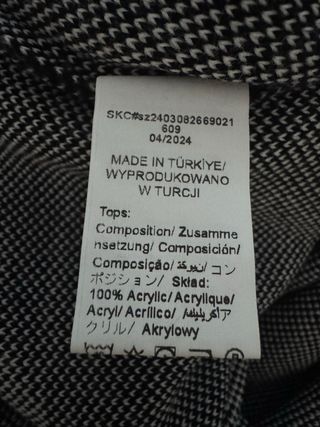 SKC#sz2403082669021
609
04/2024
MADE IN TÜRKİYE/
WYPRODUKOWANO
W TURCJI
Tops:
Composition/ Zusamme
nsetzung/ Composición/
Composição/ تركيبة/ コン
ポジション/ Skład:
100% Acrylic/ Acrylique/
Acryl/ Acrílico/ أكريليك/ ア
クリル/ Akrylowy